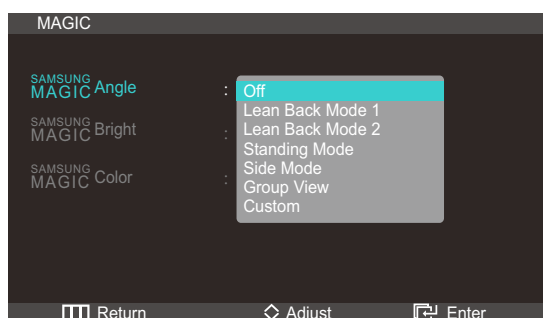 MAGIC
SAMSUNG
MAGIC Angle :
Off
Lean Back Mode 1
Lean Back Mode 2
Standing Mode
Side Mode
Group View
Custom
SAMSUNG
MAGIC Bright :
SAMSUNG
MAGIC Color :
Return Adjust Enter